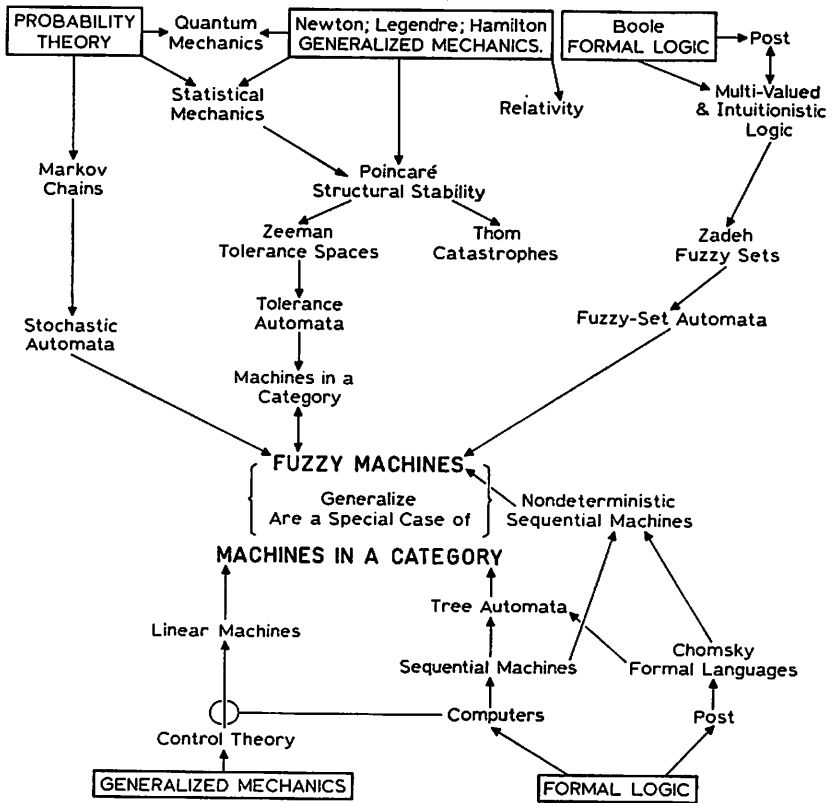 PROBABILITY
THEORY
Quantum
Mechanics
Newton; Legendre; Hamilton
GENERALIZED MECHANICS.
Boole
FORMAL LOGIC
Post
Statistical
Mechanics
Relativity
Multi-Valued
& Intuitionistic
Logic
Markov
Chains
Poincaré
Structural Stability
Zeeman
Tolerance Spaces
Thom
Catastrophes
Zadeh
Fuzzy Sets
Stochastic
Automata
Tolerance
Automata
Fuzzy-Set Automata
Machines in a
Category
FUZZY MACHINES
Generalize
Are a Special Case of
Nondeterministic
Sequential Machines
MACHINES IN A CATEGORY
Tree Automata
Linear Machines
Sequential Machines
Chomsky
Formal Languages
Computers
Post
Control Theory
GENERALIZED MECHANICS
FORMAL LOGIC